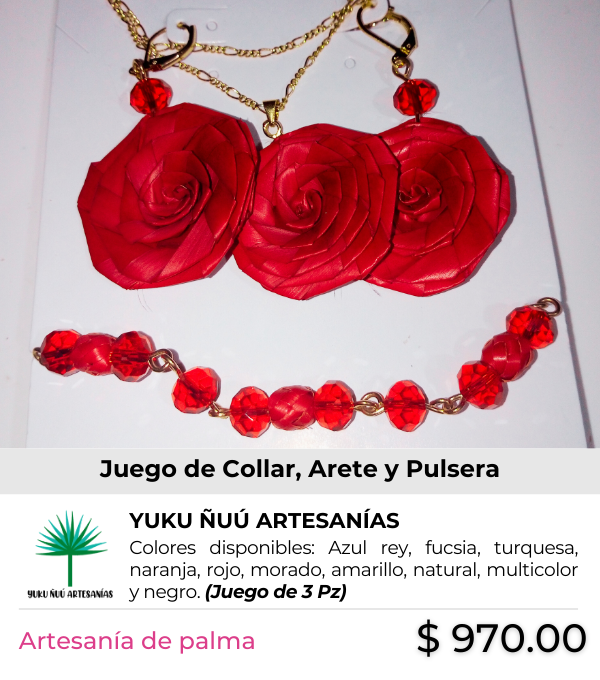 Juego de Collar, Arete y Pulsera
YUKU ÑUÚ ARTESANÍAS
Colores disponibles: Azul rey, fucsia, turquesa,
naranja, rojo, morado, amarillo, natural, multicolor
y negro. (Juego de 3 Pz)
YUKU ÑUÚ ARTESANÍAS
Artesanía de palma
$ 970.00